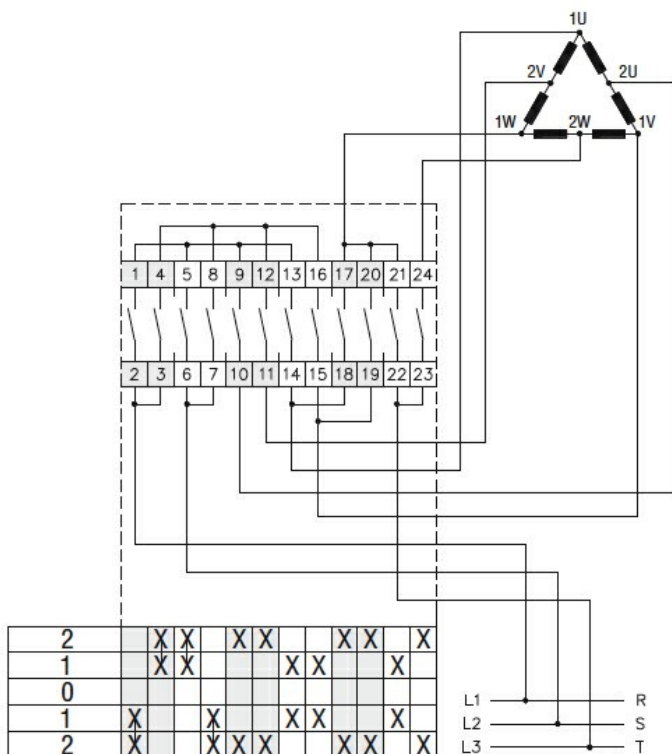 1U
2V 2U
1W 2W 1V
1 4 5 8 9 12 13 16 17 20 21 24
2 3 6 7 10 11 14 15 18 19 22 23
2 X X X X X X X
1 X X X X X
0
L1 R
1 X X X X X
L2 S
2 X X X X X X X
L3 T